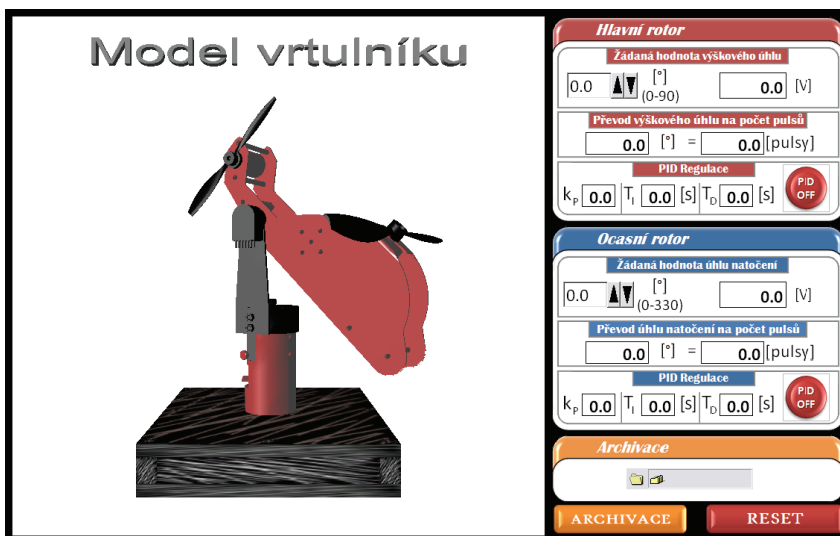 Model vrtulníku
Hlavní rotor
Žádaná hodnota výškového úhlu
0.0 [°] (0-90) 0.0 [V]
Převod výškového úhlu na počet pulsů
0.0 [°] = 0.0 [pulsy]
PID Regulace
kP 0.0 TI 0.0 [s] TD 0.0 [s] PID OFF
Ocasní rotor
Žádaná hodnota úhlu natočení
0.0 [°] (0-330) 0.0 [V]
Převod úhlu natočení na počet pulsů
0.0 [°] = 0.0 [pulsy]
PID Regulace
kP 0.0 TI 0.0 [s] TD 0.0 [s] PID OFF
Archivace
ARCHIVACE RESET